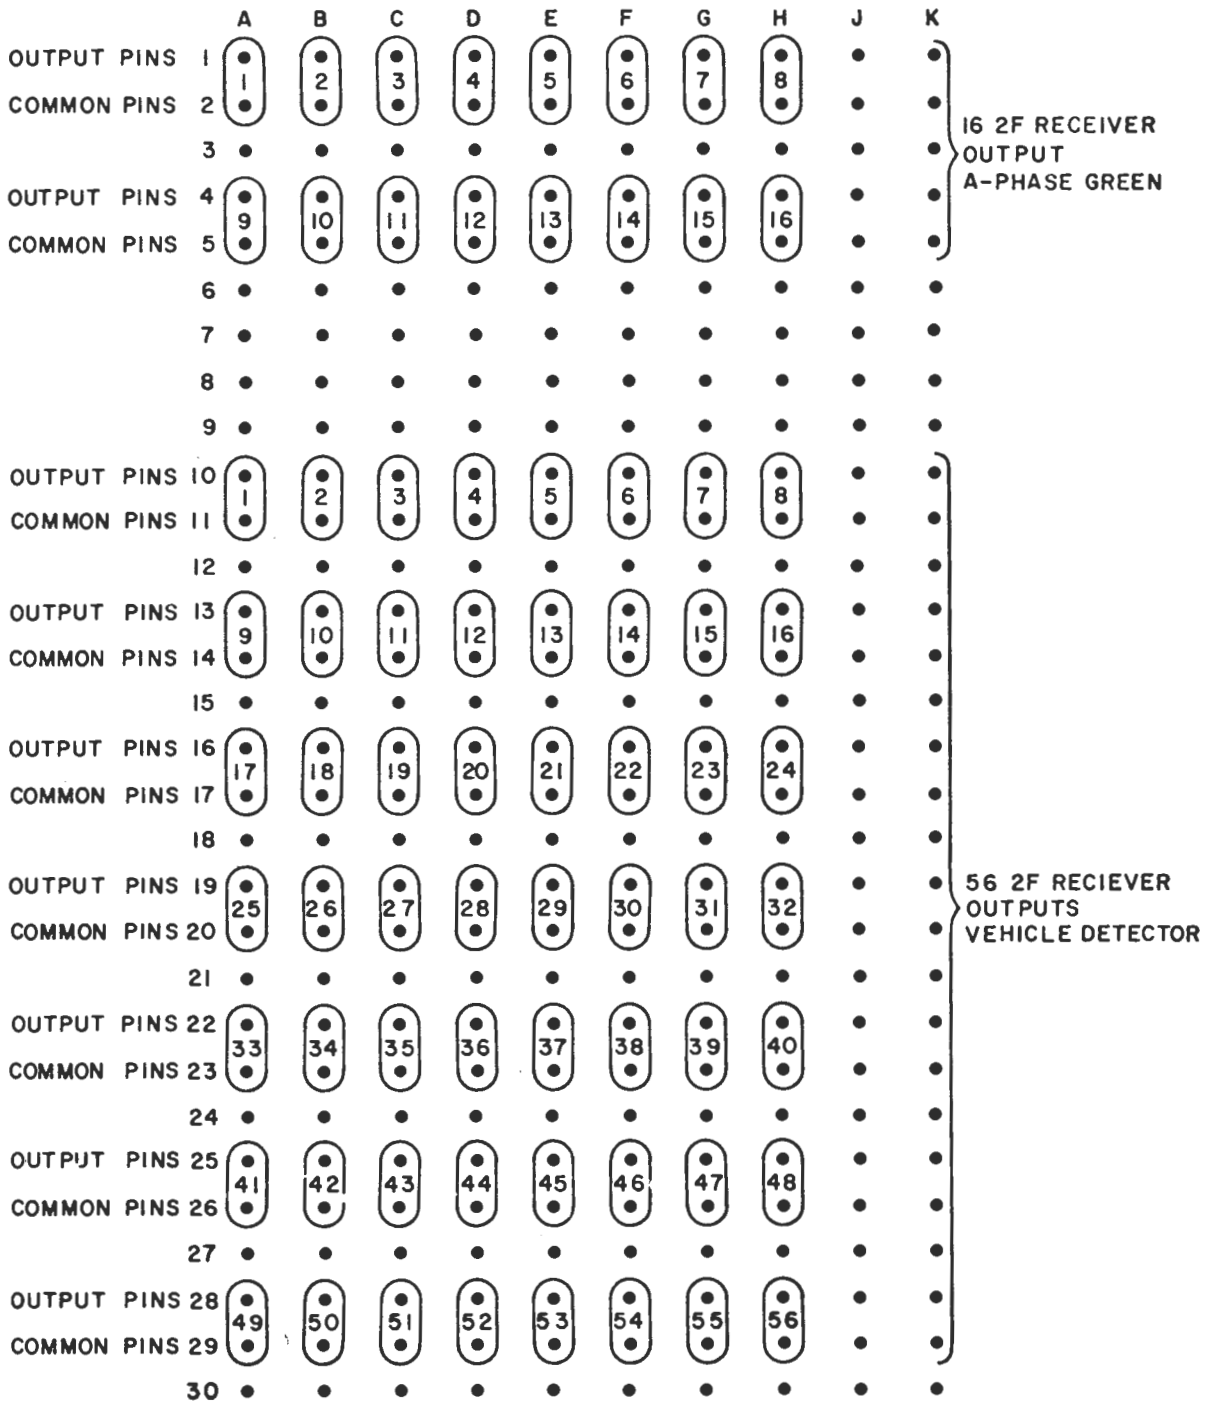 A B C D E F G H J K
OUTPUT PINS 1
1 2 3 4 5 6 7 8
COMMON PINS 2
16 2F RECEIVER
OUTPUT
A-PHASE GREEN
3
OUTPUT PINS 4
9 10 11 12 13 14 15 16
COMMON PINS 5
6
7
8
9
OUTPUT PINS 10
1 2 3 4 5 6 7 8
COMMON PINS 11
12
OUTPUT PINS 13
9 10 11 12 13 14 15 16
COMMON PINS 14
15
OUTPUT PINS 16
17 18 19 20 21 22 23 24
COMMON PINS 17
18
OUTPUT PINS 19
25 26 27 28 29 30 31 32
COMMON PINS 20
56 2F RECIEVER
OUTPUTS
VEHICLE DETECTOR
21
OUTPUT PINS 22
33 34 35 36 37 38 39 40
COMMON PINS 23
24
OUTPUT PINS 25
41 42 43 44 45 46 47 48
COMMON PINS 26
27
OUTPUT PINS 28
49 50 51 52 53 54 55 56
COMMON PINS 29
30